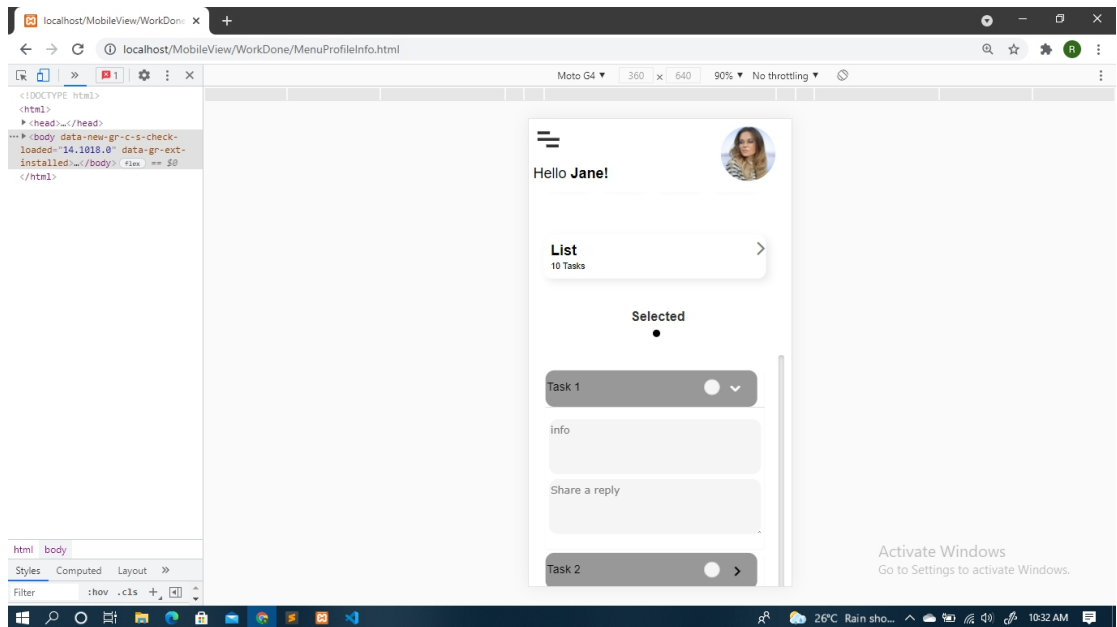 localhost/MobileView/WorkDone
localhost/MobileView/WorkDone/MenuProfileInfo.html
R
1
Moto G4 ▼ 360 x 640 90% ▼ No throttling ▼
<!DOCTYPE html>
<html>
▶<head>…</head>
••• ▶<body data-new-gr-c-s-check-
loaded="14.1018.0" data-gr-ext-
installed>…</body> flex == $0
</html>
Hello Jane!
List
10 Tasks
Selected
Task 1
info
Share a reply
Task 2
Activate Windows
Go to Settings to activate Windows.
html body
Styles Computed Layout »
Filter :hov .cls +
26°C Rain sho... 10:32 AM